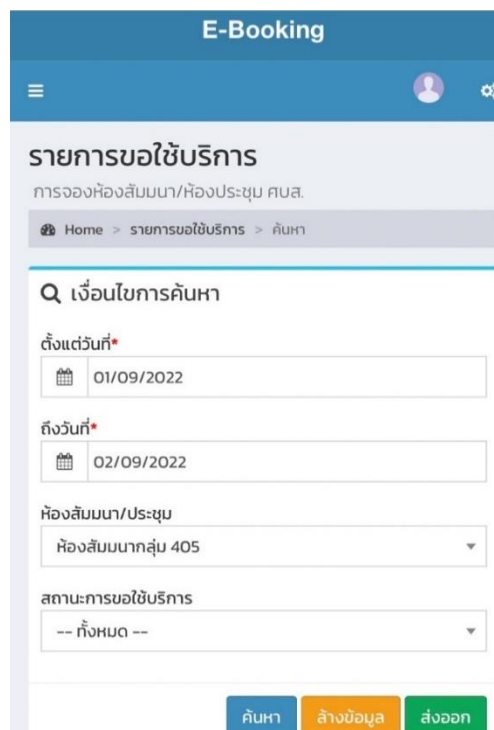 E-Booking
รายการขอใช้บริการ
การจองห้องสัมมนา/ห้องประชุม ศบส.
Home > รายการขอใช้บริการ > ค้นหา
เงื่อนไขการค้นหา
ตั้งแต่วันที่*
01/09/2022
ถึงวันที่*
02/09/2022
ห้องสัมมนา/ประชุม
ห้องสัมมนากลุ่ม 405
สถานะการขอใช้บริการ
-- ทั้งหมด --
ค้นหา ล้างข้อมูล ส่งออก